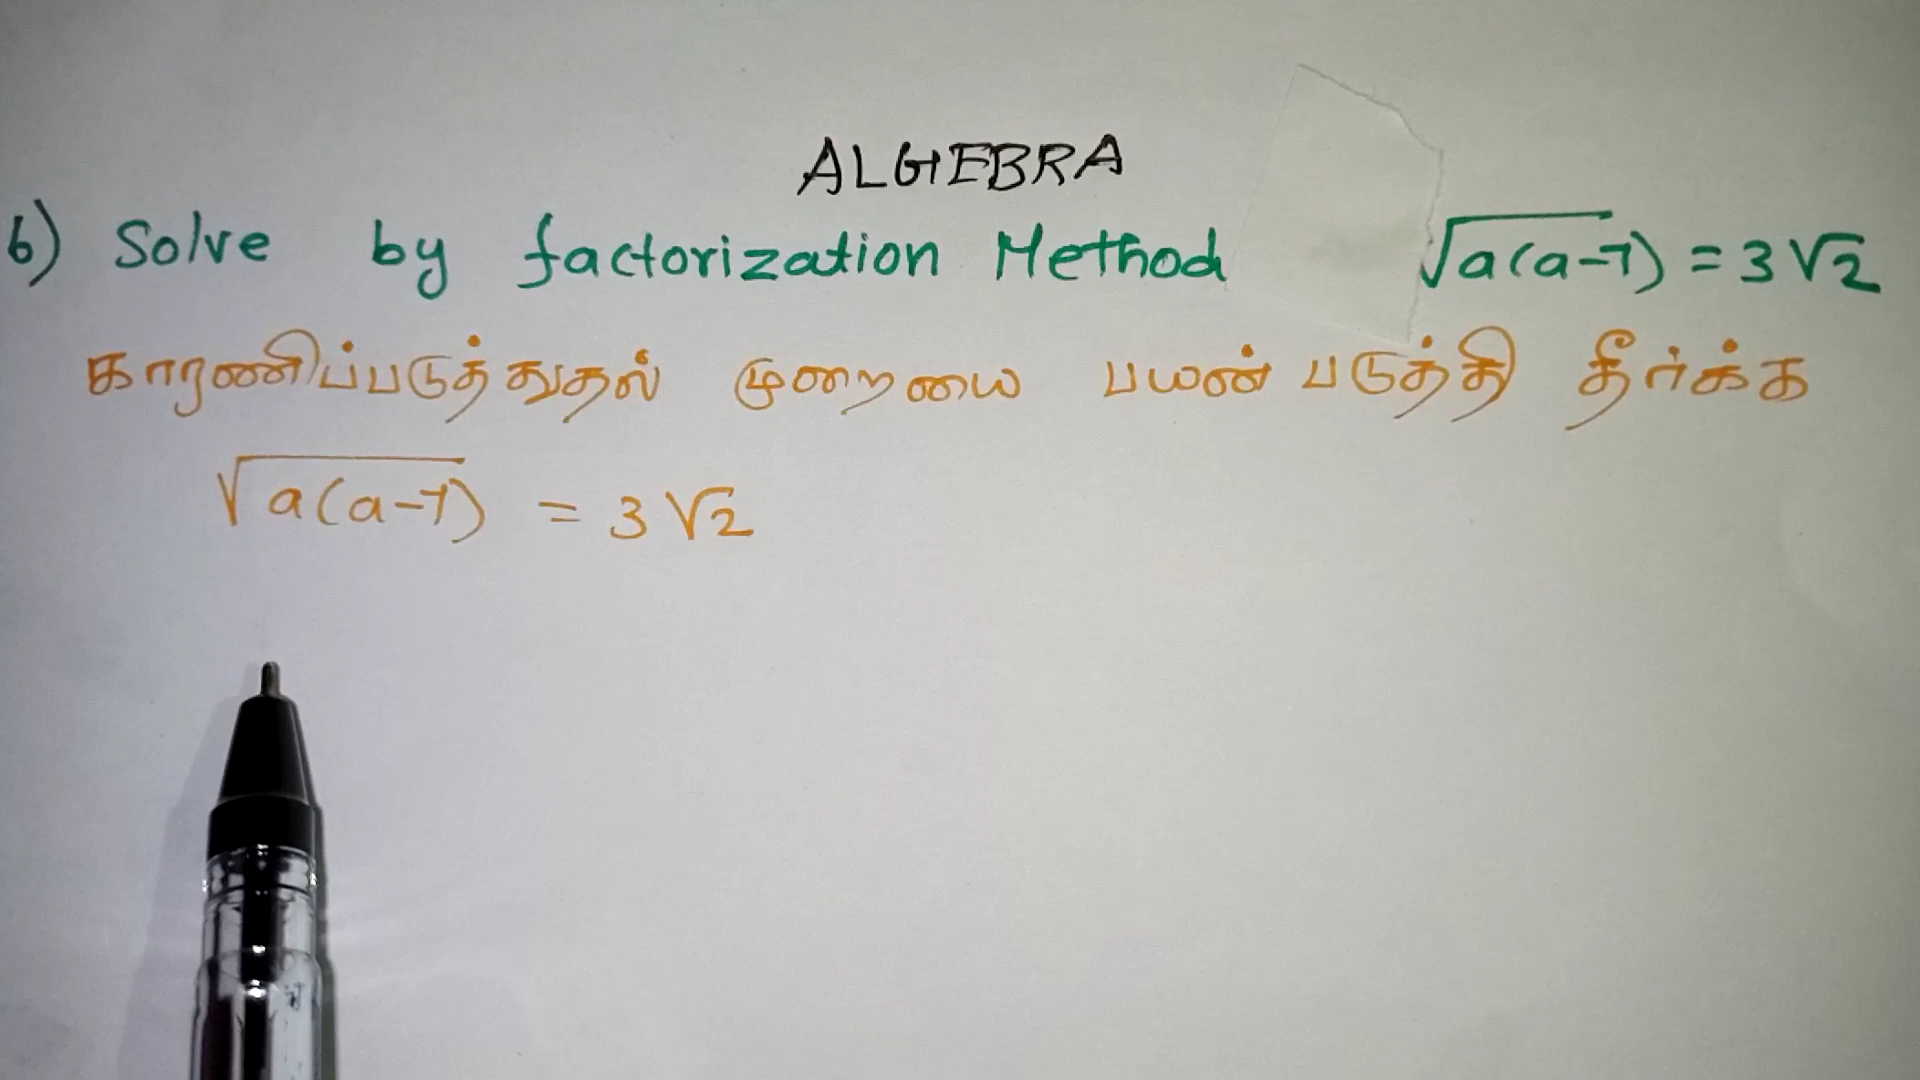 ALGEBRA
6) Solve by factorization Method √a(a-7) = 3√2
காரணிப்படுத்துதல் முறையை பயன் படுத்தி தீர்க்க
√a(a-7) = 3√2